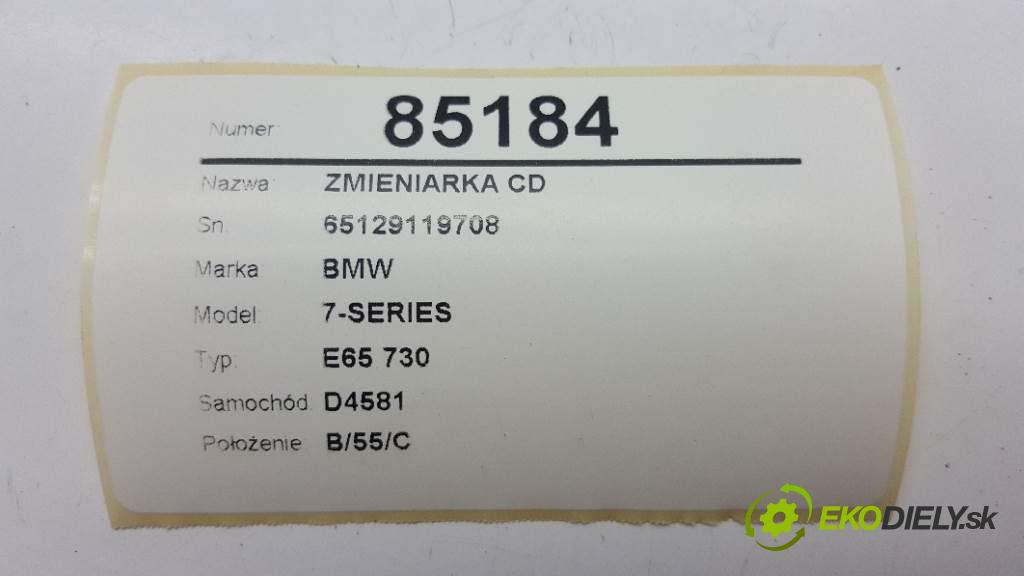 Numer 85184
Nazwa: ZMIENIARKA CD
Sn. 65129119708
Marka: BMW
Model: 7-SERIES
Typ: E65 730
Samochód: D4581
Położenie: B/55/C
EKODIELY.sk